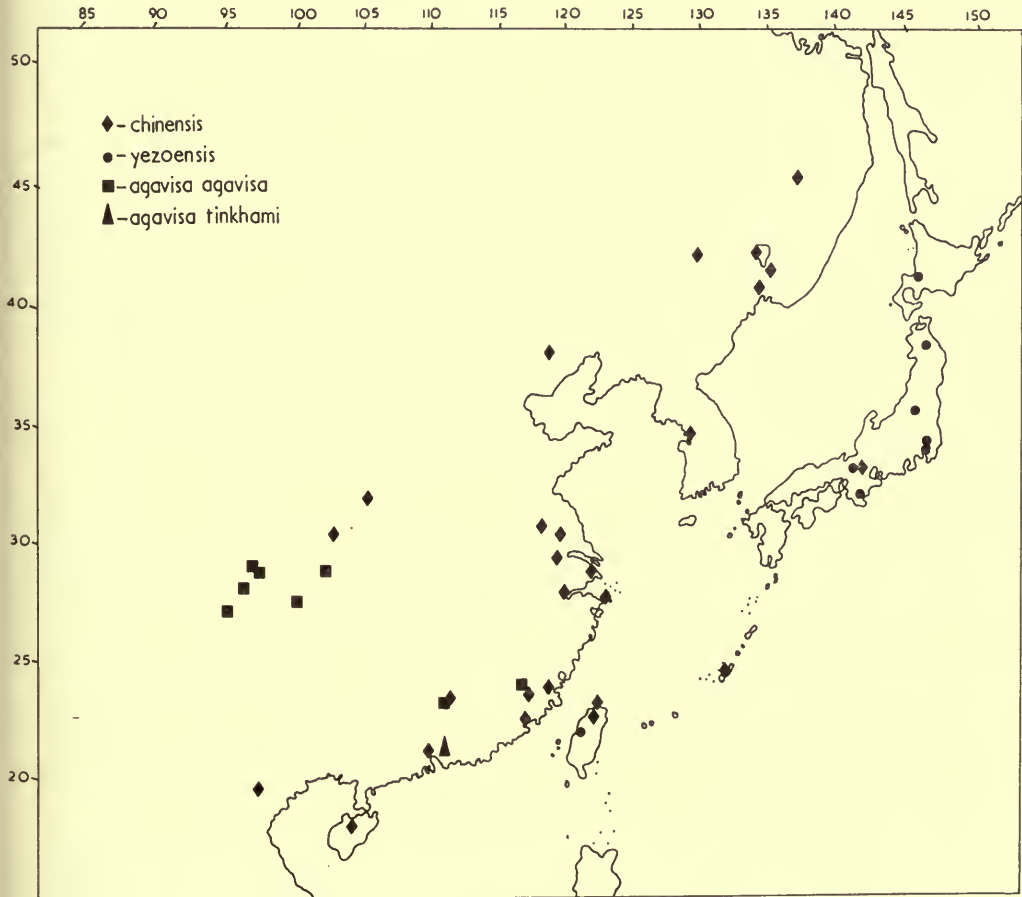 85 90 95 100 105 110 115 120 125 130 135 140 145 150
50
♦ – chinensis
● – yezoensis
■ – agavisa agavisa
▲ – agavisa tinkhami
45
40
35
30
25
20